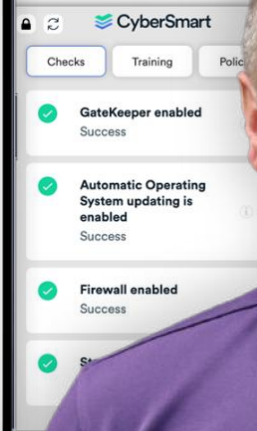 CyberSmart
Checks Training
GateKeeper enabled
Success
Automatic Operating
System updating is
enabled
Success
Firewall enabled
Success